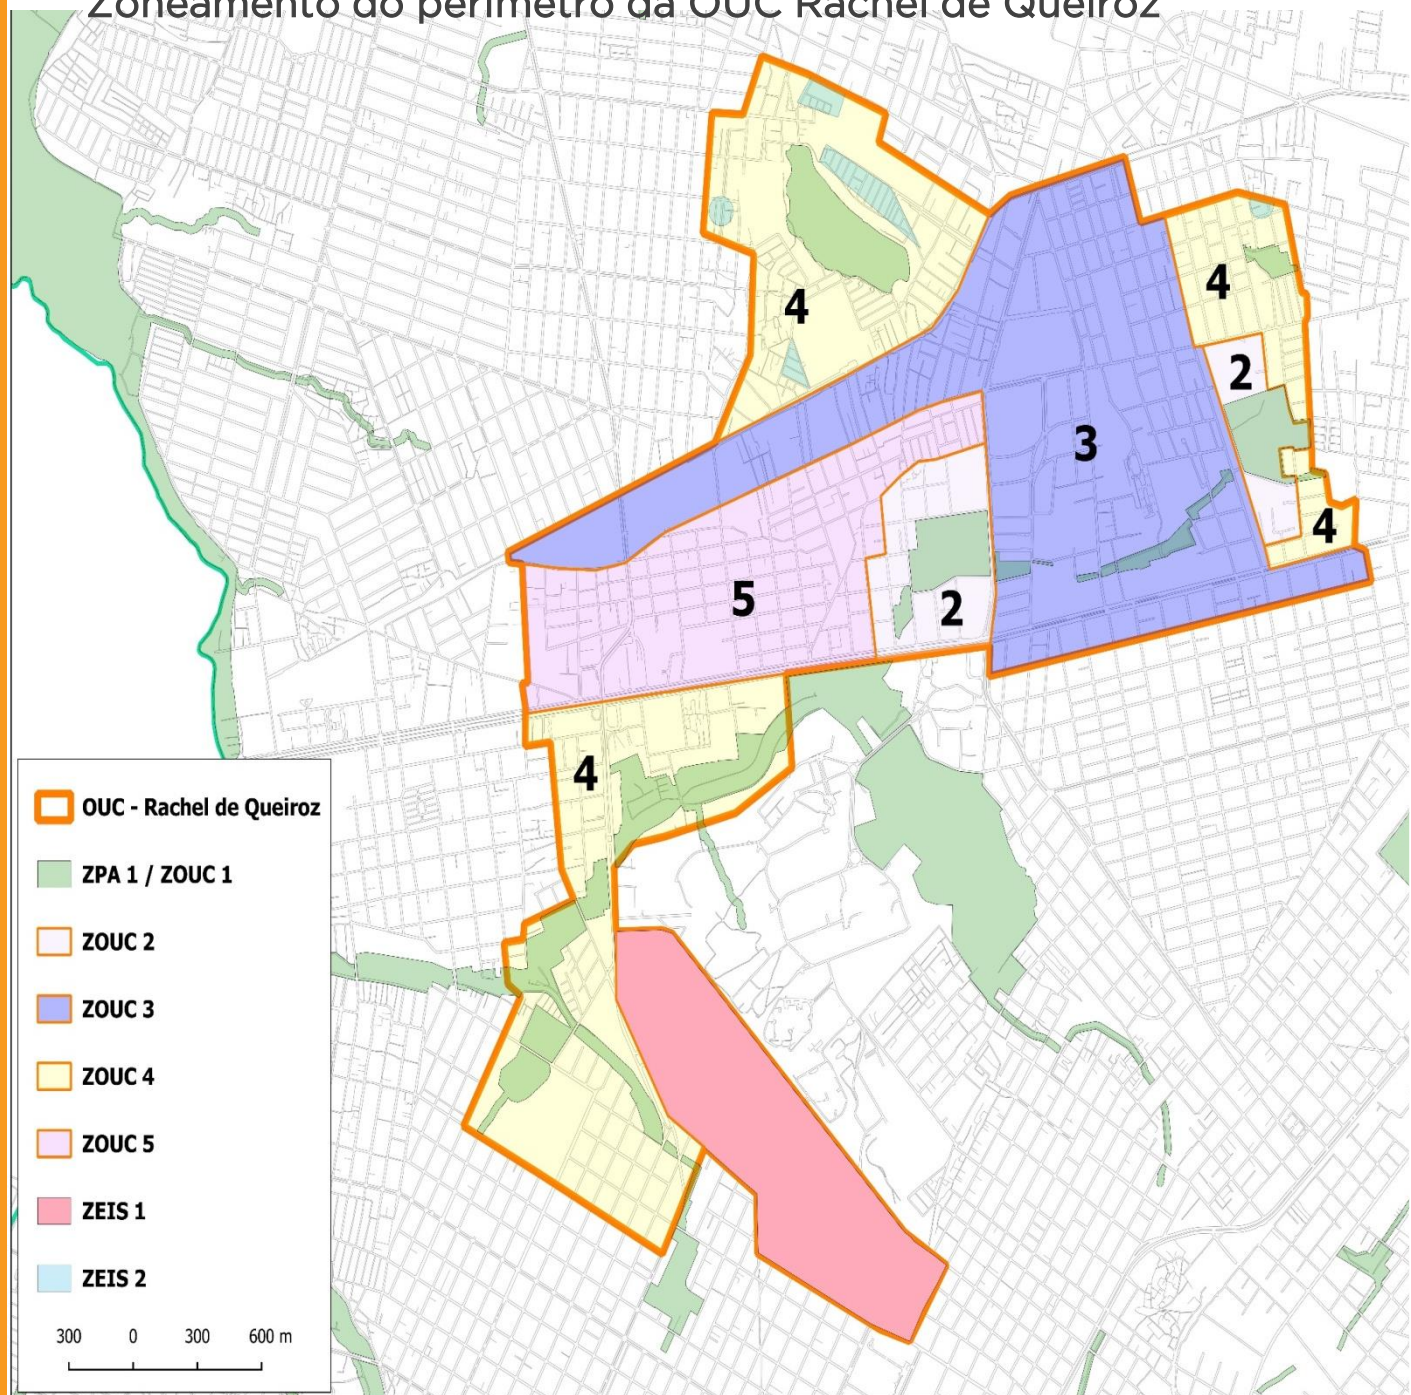 Zoneamento do perímetro da OUC Rachel de Queiroz
4
4
2
3
4
5
2
4
OUC - Rachel de Queiroz
ZPA 1 / ZOUC 1
ZOUC 2
ZOUC 3
ZOUC 4
ZOUC 5
ZEIS 1
ZEIS 2
300 0 300 600 m